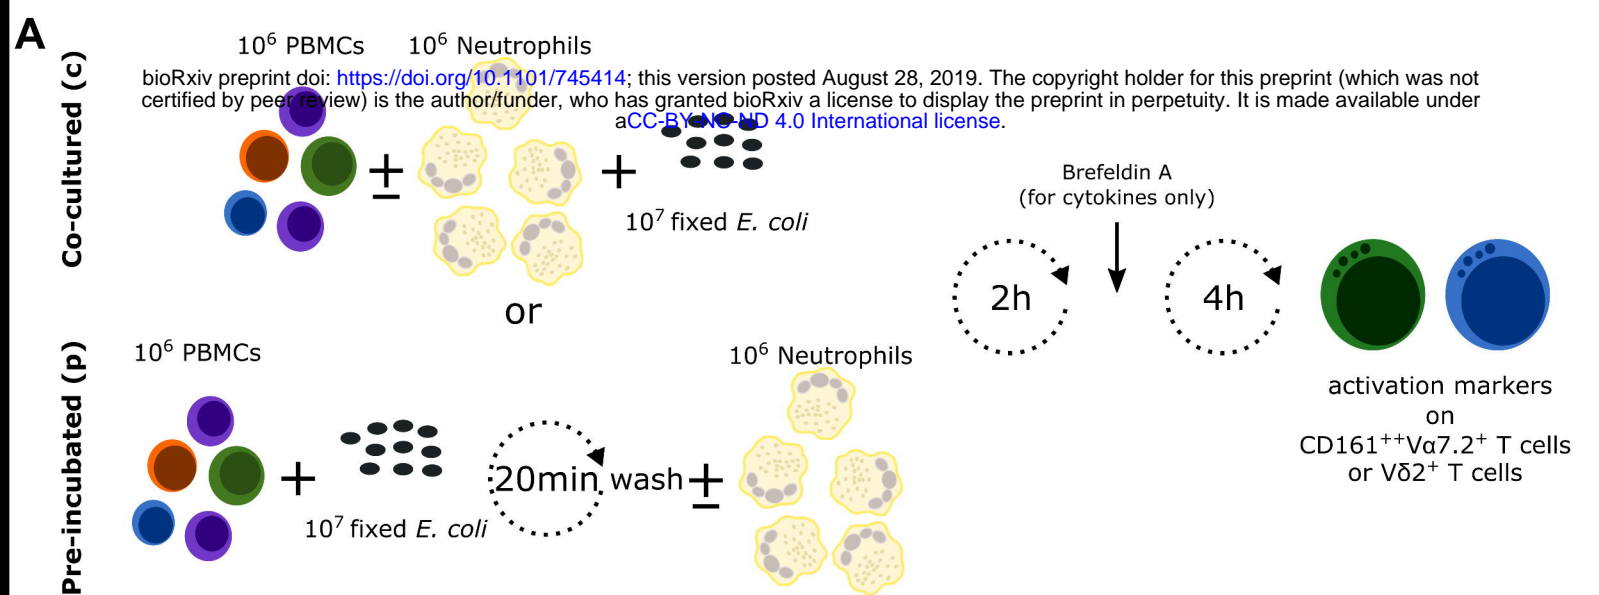 A
Co-cultured (c)
10⁶ PBMCs
10⁶ Neutrophils
bioRxiv preprint doi: https://doi.org/10.1101/745414; this version posted August 28, 2019. The copyright holder for this preprint (which was not
certified by peer review) is the author/funder, who has granted bioRxiv a license to display the preprint in perpetuity. It is made available under
aCC-BY-NC-ND 4.0 International license.
±
+
10⁷ fixed E. coli
or
Brefeldin A
(for cytokines only)
2h
4h
activation markers
on
CD161⁺⁺Vα7.2⁺ T cells
or Vδ2⁺ T cells
Pre-incubated (p)
10⁶ PBMCs
+
10⁷ fixed E. coli
20min wash ±
10⁶ Neutrophils